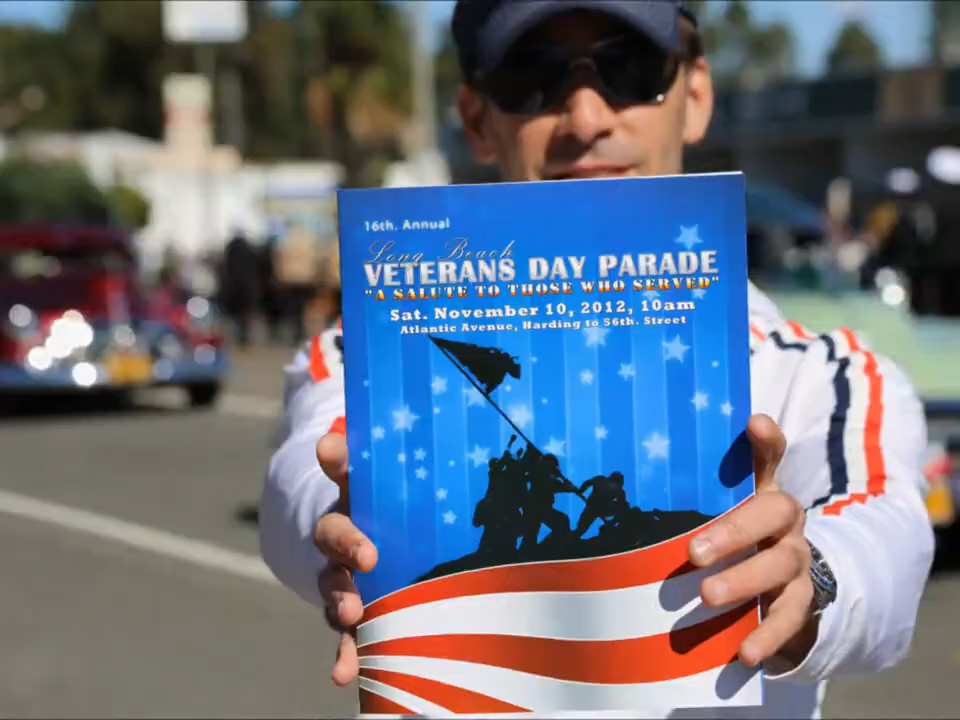 16th. Annual
Long Beach
VETERANS DAY PARADE
"A SALUTE TO THOSE WHO SERVED"
Sat. November 10, 2012, 10am
Atlantic Avenue, Harding to 56th. Street